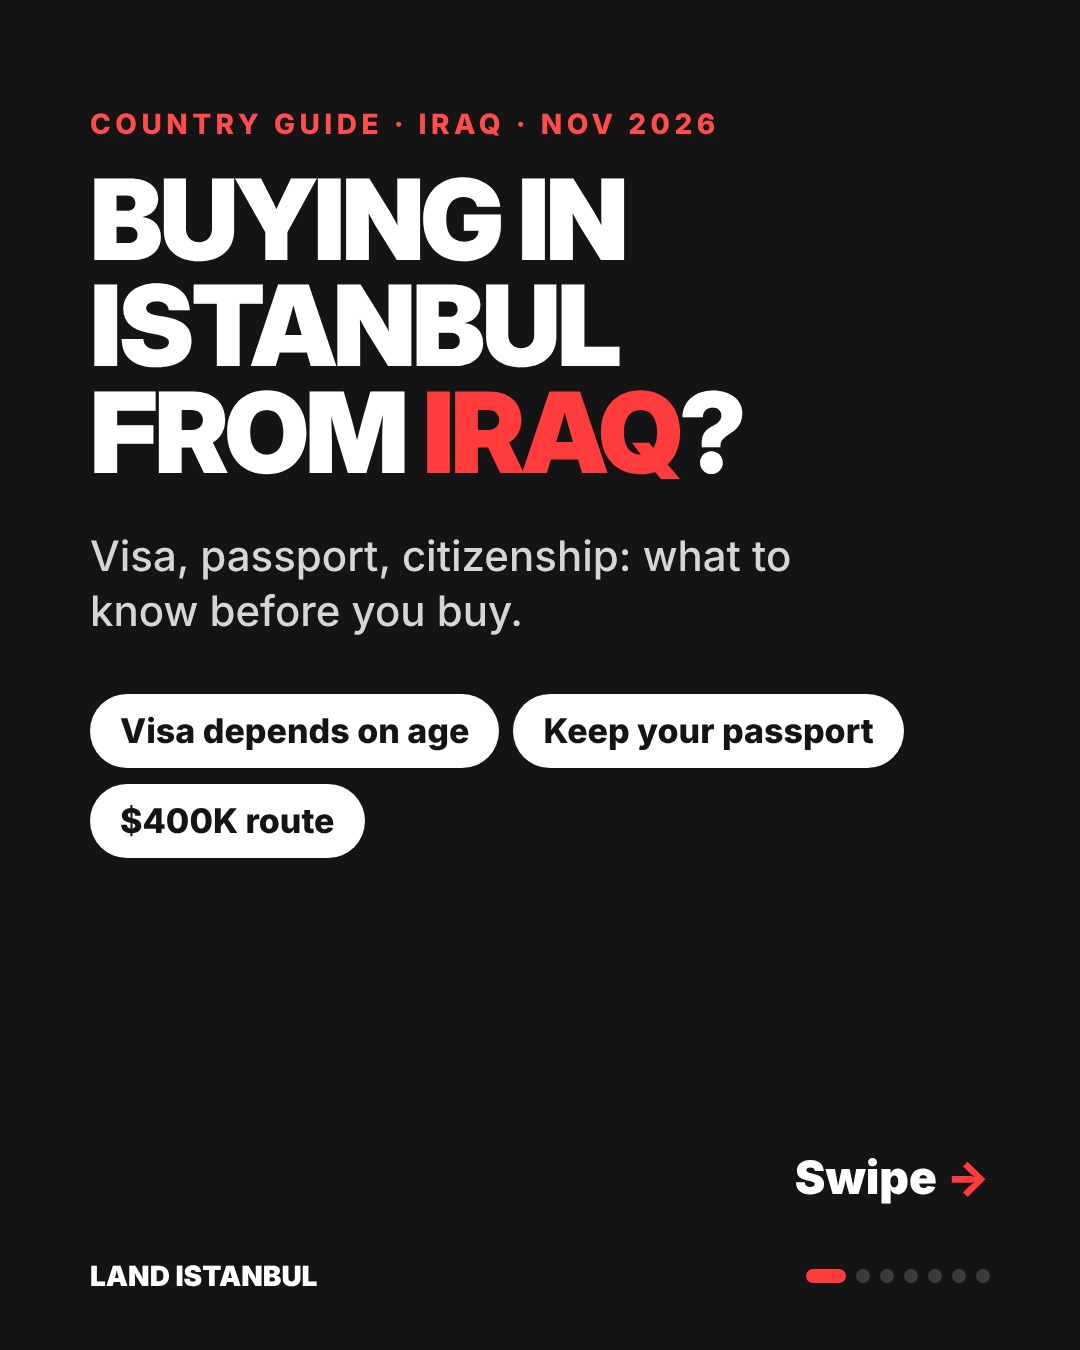 COUNTRY GUIDE · IRAQ · NOV 2026
BUYING IN
ISTANBUL
FROM IRAQ?
Visa, passport, citizenship: what to
know before you buy.
Visa depends on age
Keep your passport
$400K route
Swipe →
LAND ISTANBUL